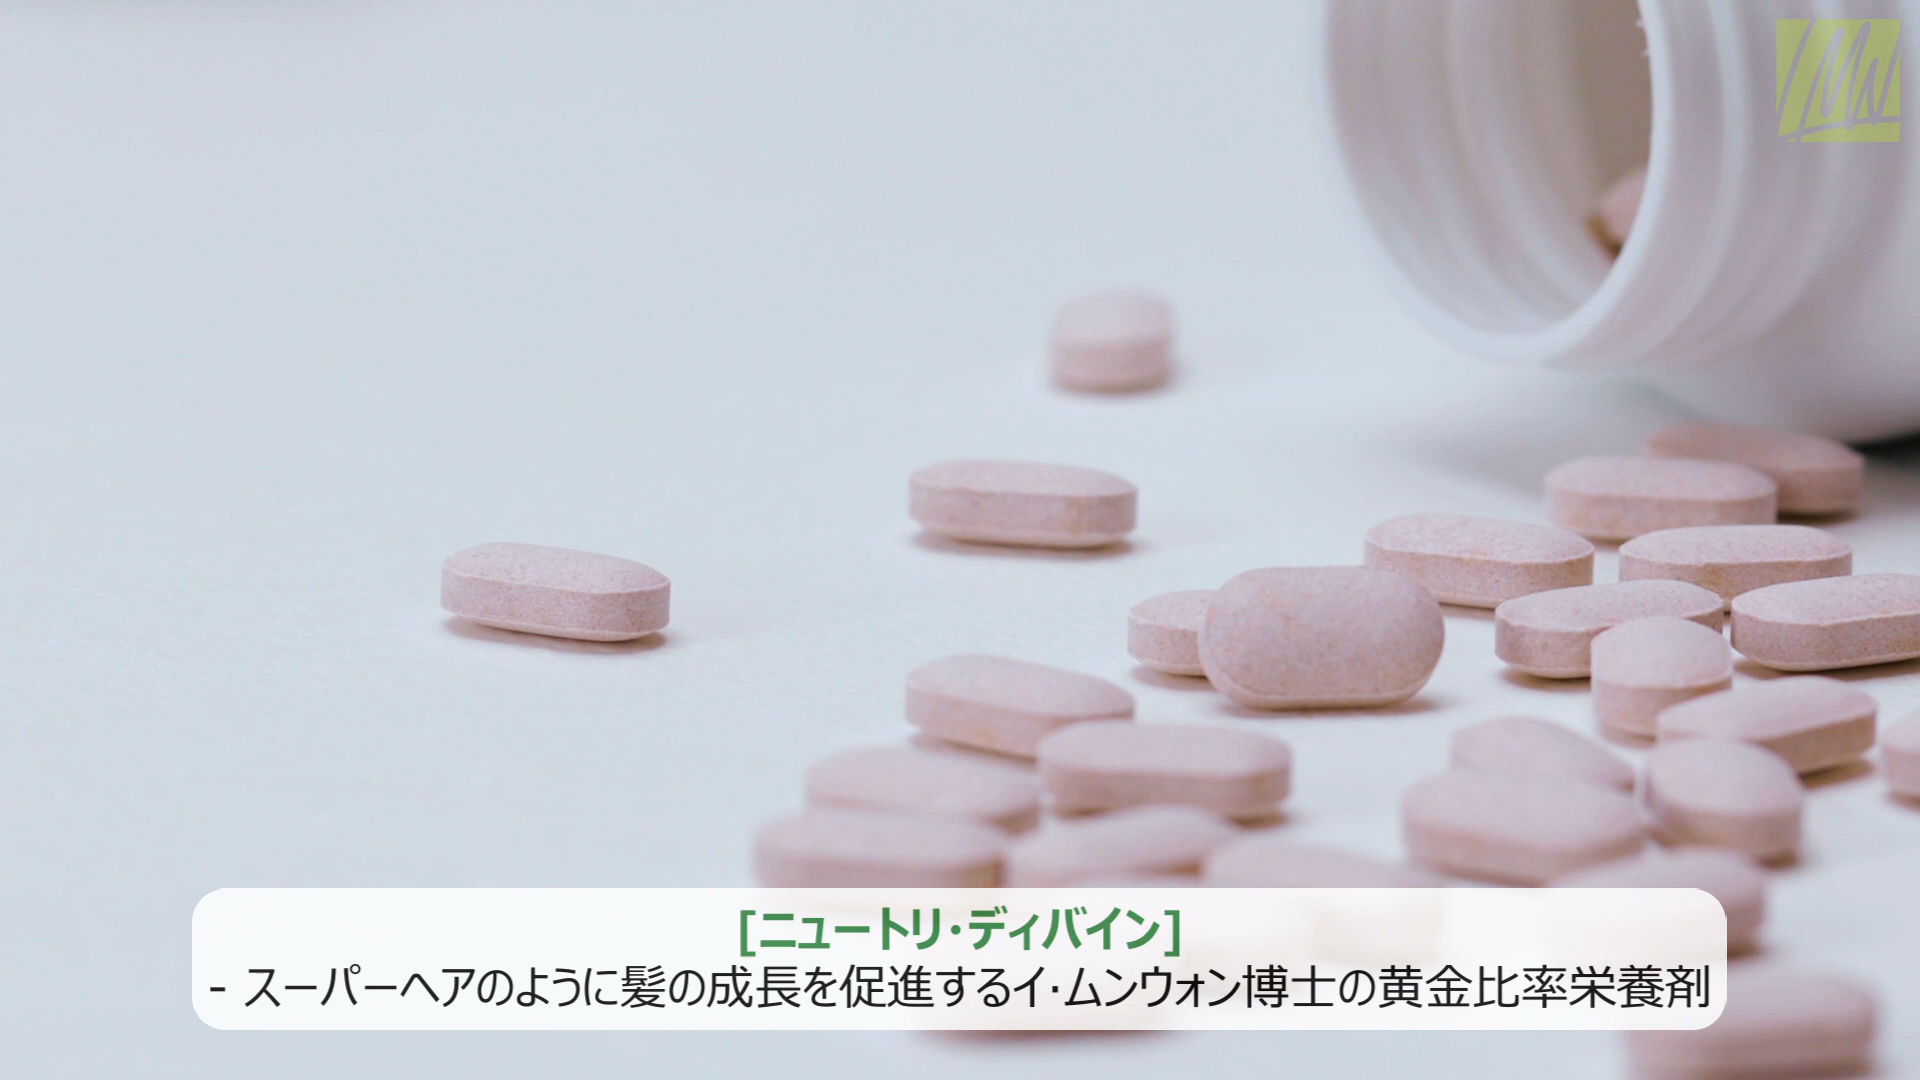 [ニュートリ・ディバイン]
- スーパーヘアのように髪の成長を促進するイ・ムンウォン博士の黄金比率栄養剤